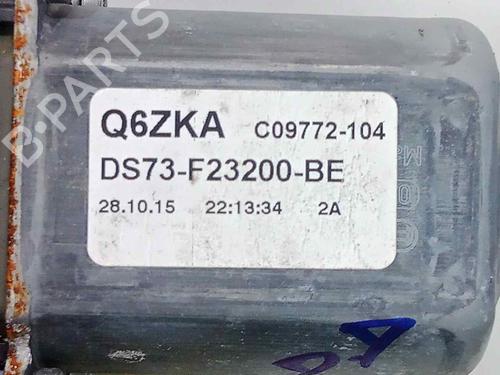 B-PARTS
Q6ZKA C09772-104
DS73-F23200-BE
28.10.15 22:13:34 2A